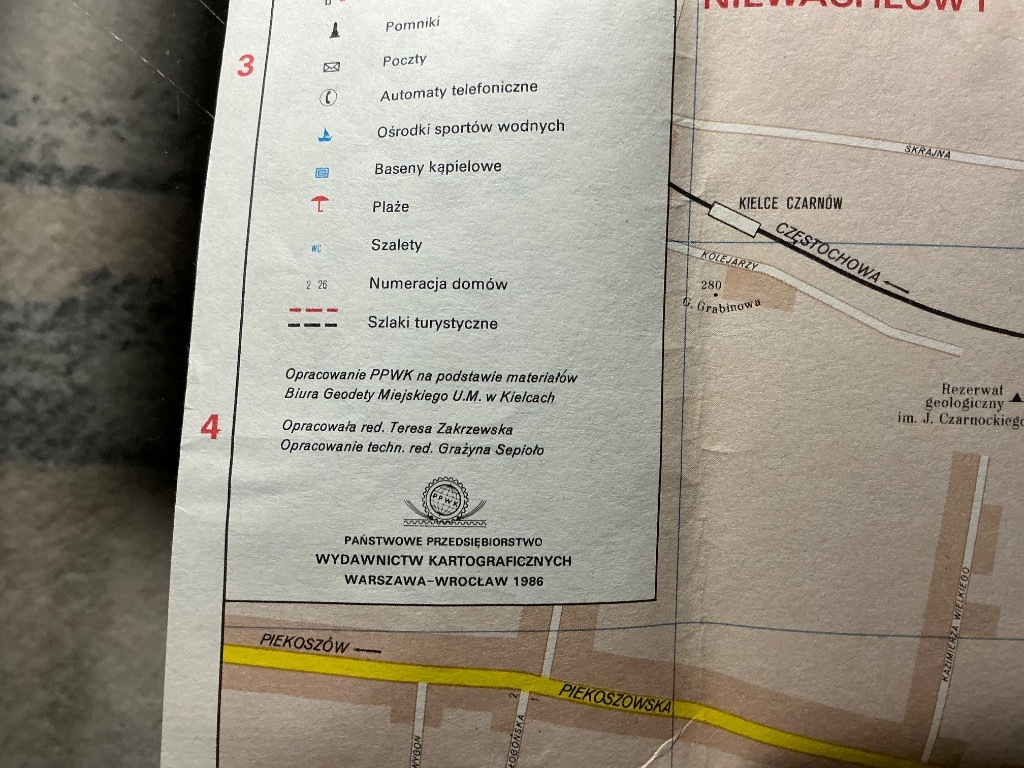 Pomniki
3
Poczty
Automaty telefoniczne
Ośrodki sportów wodnych
Baseny kąpielowe
Plaże
WC Szalety
2 26 Numeracja domów
Szlaki turystyczne
Opracowanie PPWK na podstawie materiałów
Biura Geodety Miejskiego U.M. w Kielcach
4
Opracowała red. Teresa Zakrzewska
Opracowanie techn. red. Grażyna Sepioło
PPWK
PAŃSTWOWE PRZEDSIĘBIORSTWO
WYDAWNICTW KARTOGRAFICZNYCH
WARSZAWA–WROCŁAW 1986
SKRAJNA
KIELCE CZARNÓW
CZĘSTOCHOWA
KOLEJARZY
280
G. Grabinowa
Rezerwat
geologiczny
im. J. Czarnockiego
KAZIMIERZA WIELKIEGO
PIEKOSZÓW
PIEKOSZOWSKA
2
1